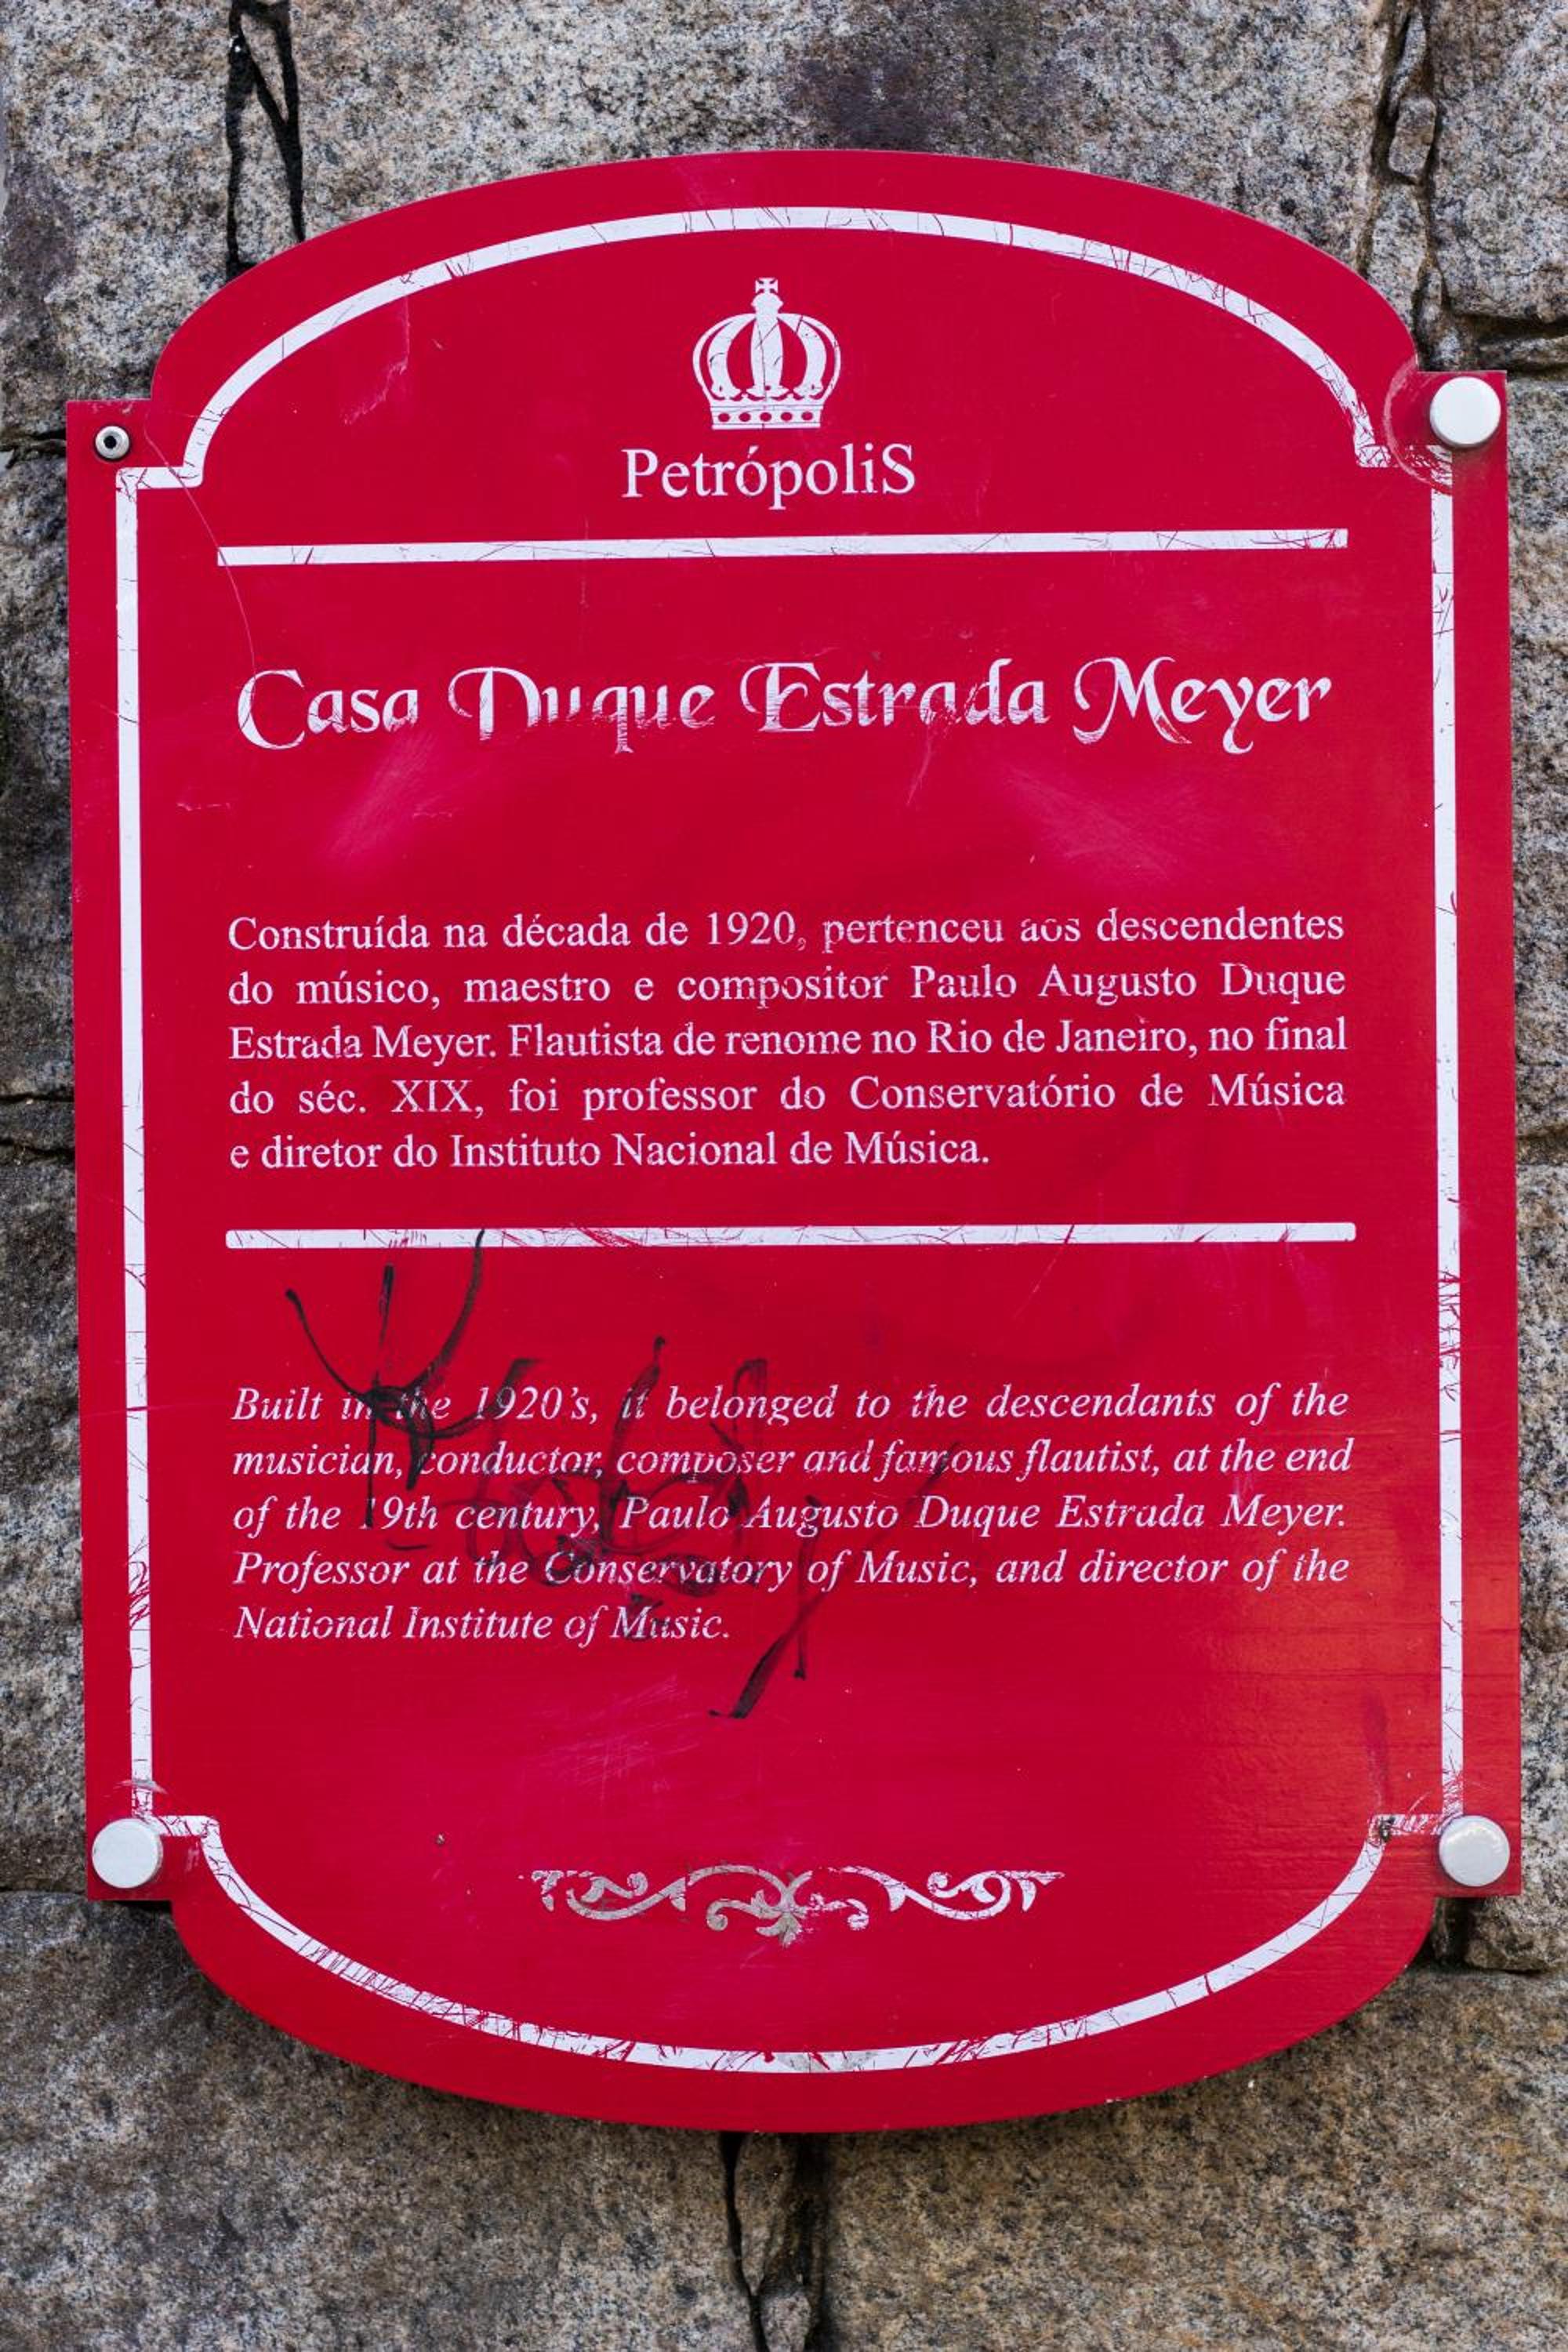 PetrópoliS
Casa Duque Estrada Meyer
Construída na década de 1920, pertenceu aos descendentes
do músico, maestro e compositor Paulo Augusto Duque
Estrada Meyer. Flautista de renome no Rio de Janeiro, no final
do séc. XIX, foi professor do Conservatório de Música
e diretor do Instituto Nacional de Música.
Built in the 1920's, it belonged to the descendants of the
musician, conductor, composer and famous flautist, at the end
of the 19th century, Paulo Augusto Duque Estrada Meyer.
Professor at the Conservatory of Music, and director of the
National Institute of Music.